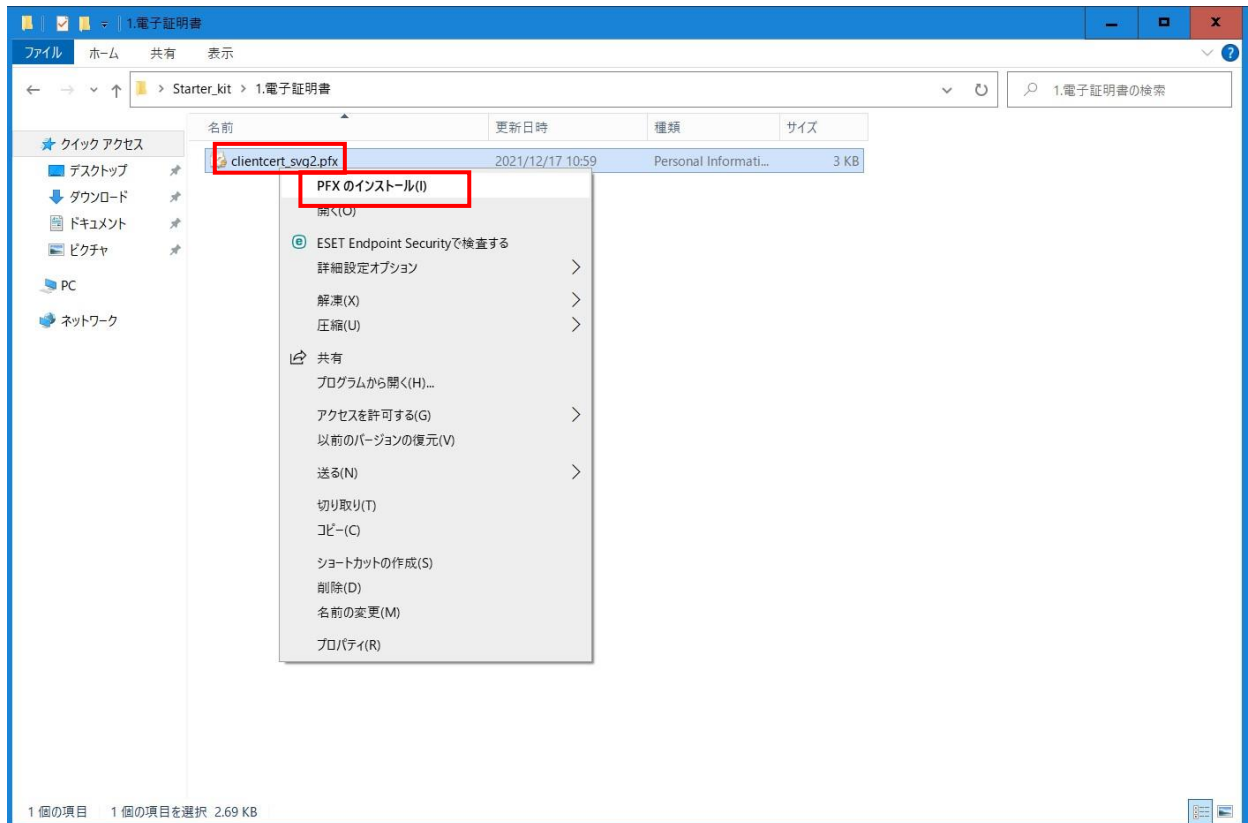 1.電子証明書
ファイル ホーム 共有 表示
Starter_kit > 1.電子証明書
1.電子証明書の検索
名前 更新日時 種類 サイズ
クイック アクセス
clientcert_svq2.pfx 2021/12/17 10:59 Personal Informati... 3 KB
デスクトップ
ダウンロード
ドキュメント
ピクチャ
PC
ネットワーク
PFX のインストール(I)
開く(O)
ESET Endpoint Securityで検査する
詳細設定オプション
解凍(X)
圧縮(U)
共有
プログラムから開く(H)...
アクセスを許可する(G)
以前のバージョンの復元(V)
送る(N)
切り取り(T)
コピー(C)
ショートカットの作成(S)
削除(D)
名前の変更(M)
プロパティ(R)
1 個の項目 1 個の項目を選択 2.69 KB